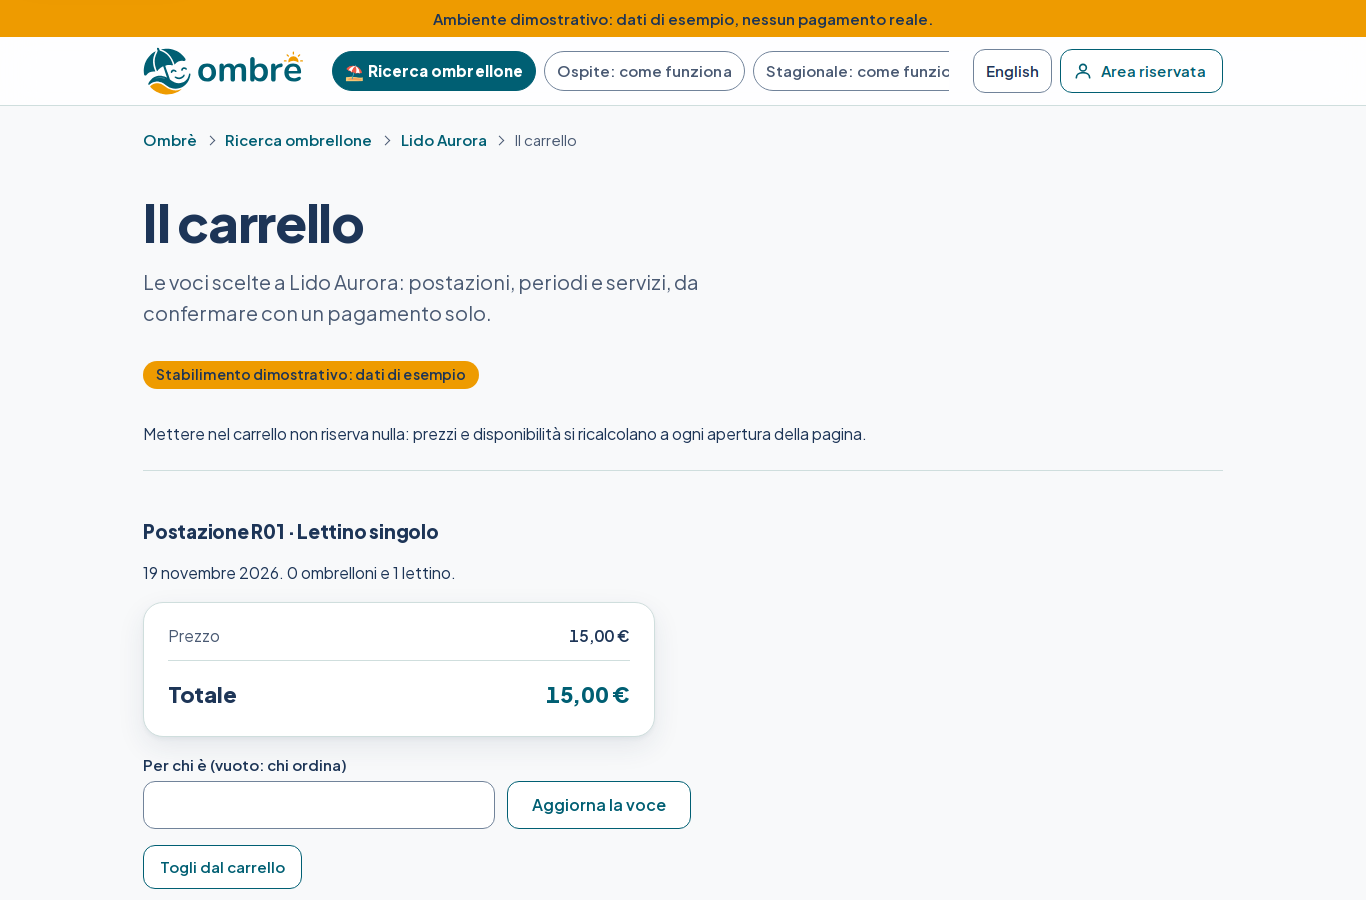 Ambiente dimostrativo: dati di esempio, nessun pagamento reale.
ombrè
Ricerca ombrellone
Ospite: come funziona
Stagionale: come funzio
English
Area riservata
Ombrè > Ricerca ombrellone > Lido Aurora > Il carrello
Il carrello
Le voci scelte a Lido Aurora: postazioni, periodi e servizi, da
confermare con un pagamento solo.
Stabilimento dimostrativo: dati di esempio
Mettere nel carrello non riserva nulla: prezzi e disponibilità si ricalcolano a ogni apertura della pagina.
Postazione R01 · Lettino singolo
19 novembre 2026. 0 ombrelloni e 1 lettino.
Prezzo 15,00 €
Totale 15,00 €
Per chi è (vuoto: chi ordina)
Aggiorna la voce
Togli dal carrello